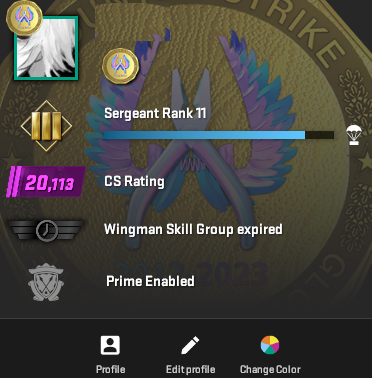 Sergeant Rank 11
20,113
CS Rating
Wingman Skill Group expired
Prime Enabled
Profile
Edit profile
Change Color